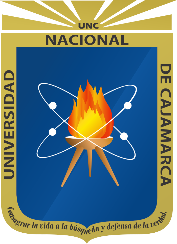 UNC
NACIONAL
UNIVERSIDAD
DE CAJAMARCA
Consagrar la vida a la búsqueda y defensa de la verdad.